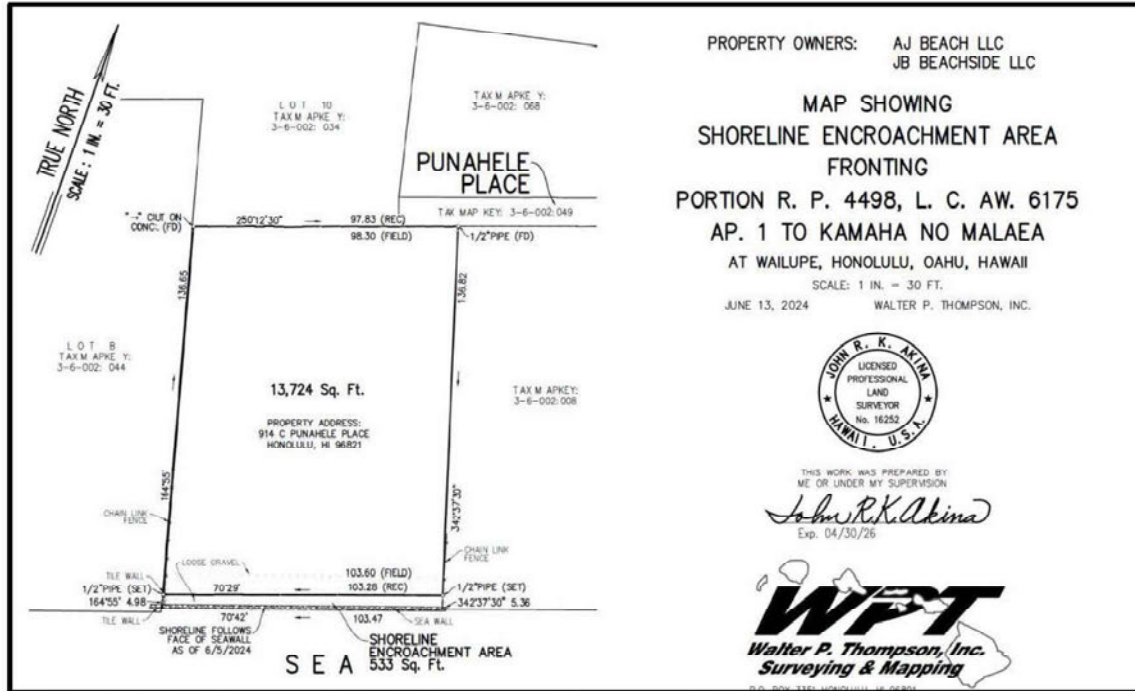 TRUE NORTH
SCALE: 1 IN. = 30 FT.
LOT 10
TAX M APKE Y:
3-6-002: 034
TAX M APKE Y:
3-6-002: 068
PUNAHELE
PLACE
TAX MAP KEY: 3-6-002:049
"→" CUT ON
CONC. (FD)
250°12'30"
97.83 (REC)
98.30 (FIELD)
1/2" PIPE (FD)
136.65
136.82
LOT B
TAX M APKE Y:
3-6-002: 044
13,724 Sq. Ft.
PROPERTY ADDRESS:
914 C PUNAHELE PLACE
HONOLULU, HI 96821
TAX M APKEY:
3-6-002:008
164°55'
342°37'30"
CHAIN LINK
FENCE
CHAIN LINK
FENCE
LOOSE GRAVEL
103.60 (FIELD)
TILE WALL
70°29'
103.28 (REC)
1/2"PIPE (SET)
1/2"PIPE (SET)
164°55' 4.98
342°37'30" 5.36
TILE WALL
70°42'
103.47
SEA WALL
SHORELINE FOLLOWS
FACE OF SEAWALL
AS OF 6/5/2024
SHORELINE
ENCROACHMENT AREA
533 Sq. Ft.
SEA
PROPERTY OWNERS: AJ BEACH LLC
JB BEACHSIDE LLC
MAP SHOWING
SHORELINE ENCROACHMENT AREA
FRONTING
PORTION R. P. 4498, L. C. AW. 6175
AP. 1 TO KAMAHA NO MALAEA
AT WAILUPE, HONOLULU, OAHU, HAWAII
SCALE: 1 IN. = 30 FT.
JUNE 13, 2024 WALTER P. THOMPSON, INC.
JOHN R. K. AKINA
LICENSED
PROFESSIONAL
LAND
SURVEYOR
No. 16252
HAWAII, U.S.A.
THIS WORK WAS PREPARED BY
ME OR UNDER MY SUPERVISION
John R.K. Akina
Exp. 04/30/26
WPT
Walter P. Thompson, Inc.
Surveying & Mapping
P.O. BOX 3351 HONOLULU, HI 96801